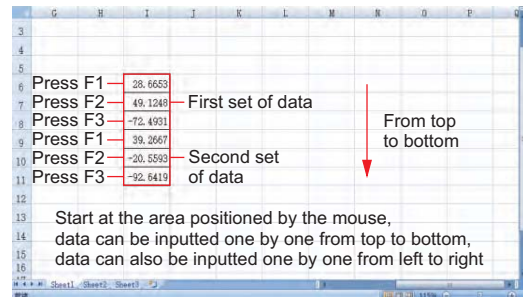 G H I J K L M N O P Q
3
4
5
6 Press F1 28.6653
7 Press F2 49.1248 First set of data
8 Press F3 -72.4931 From top
9 Press F1 39.2667 to bottom
10 Press F2 -20.5593 Second set
11 Press F3 -92.6419 of data
12
13 Start at the area positioned by the mouse,
14 data can be inputted one by one from top to bottom,
15 data can also be inputted one by one from left to right
16
17
Sheet1 Sheet2 Sheet3
115%